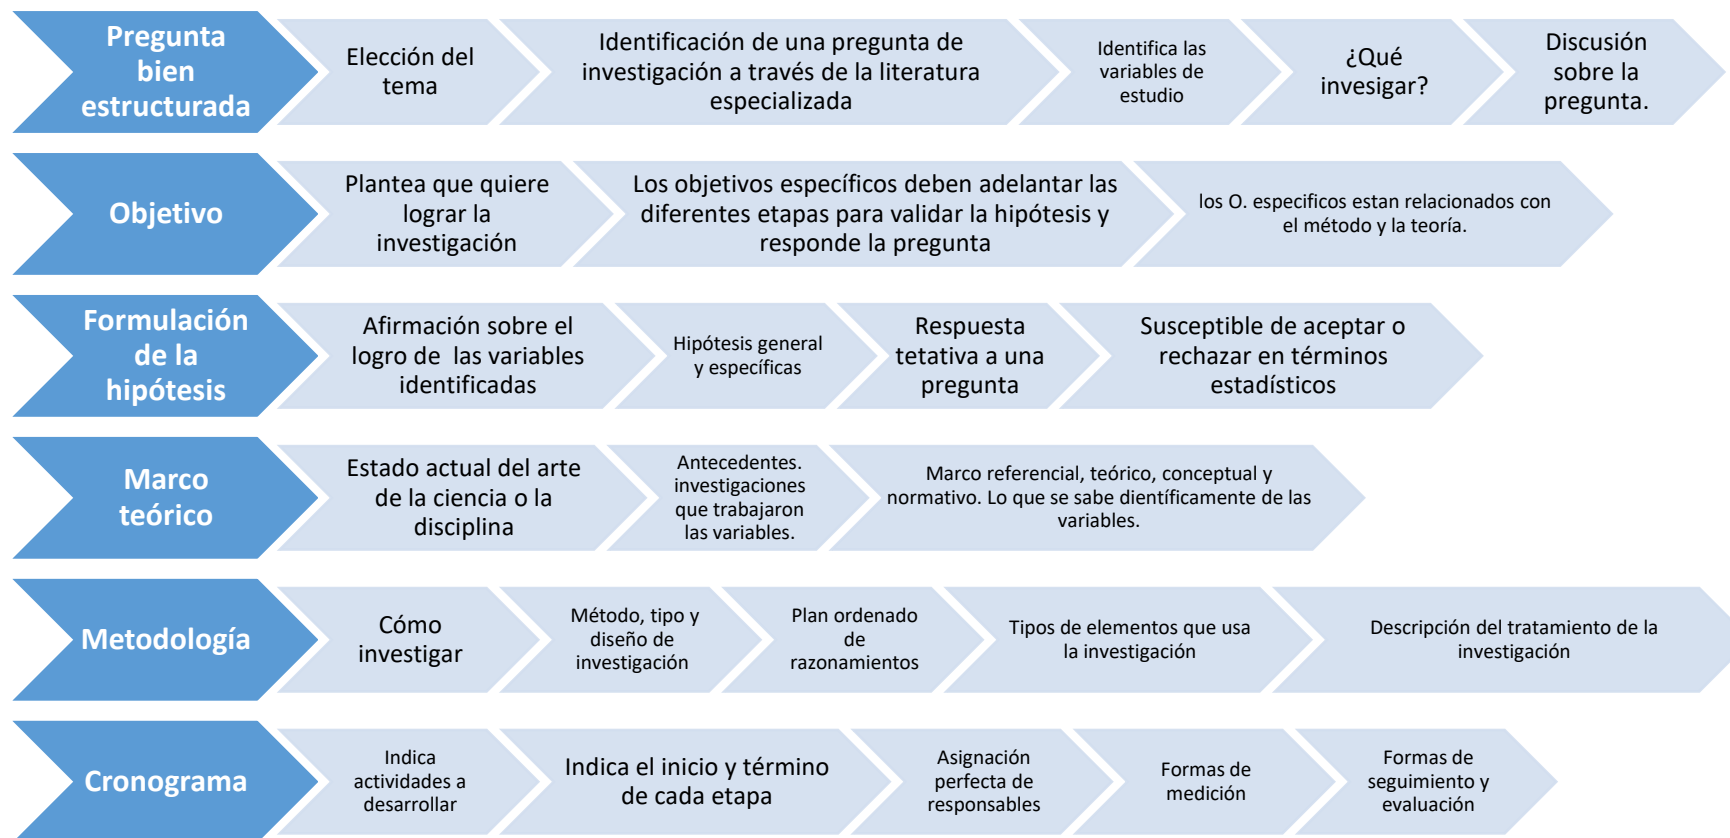 Pregunta
bien
estructurada
Elección del
tema
Identificación de una pregunta de
investigación a través de la literatura
especializada
Identifica las
variables de
estudio
¿Qué
invesigar?
Discusión
sobre la
pregunta.
Objetivo
Plantea que quiere
lograr la
investigación
Los objetivos específicos deben adelantar las
diferentes etapas para validar la hipótesis y
responde la pregunta
los O. especificos estan relacionados con
el método y la teoría.
Formulación
de la
hipótesis
Afirmación sobre el
logro de las variables
identificadas
Hipótesis general
y específicas
Respuesta
tetativa a una
pregunta
Susceptible de aceptar o
rechazar en términos
estadísticos
Marco
teórico
Estado actual del arte
de la ciencia o la
disciplina
Antecedentes.
investigaciones
que trabajaron
las variables.
Marco referencial, teórico, conceptual y
normativo. Lo que se sabe dientíficamente de las
variables.
Metodología
Cómo
investigar
Método, tipo y
diseño de
investigación
Plan ordenado
de
razonamientos
Tipos de elementos que usa
la investigación
Descripción del tratamiento de la
investigación
Cronograma
Indica
actividades a
desarrollar
Indica el inicio y término
de cada etapa
Asignación
perfecta de
responsables
Formas de
medición
Formas de
seguimiento y
evaluación